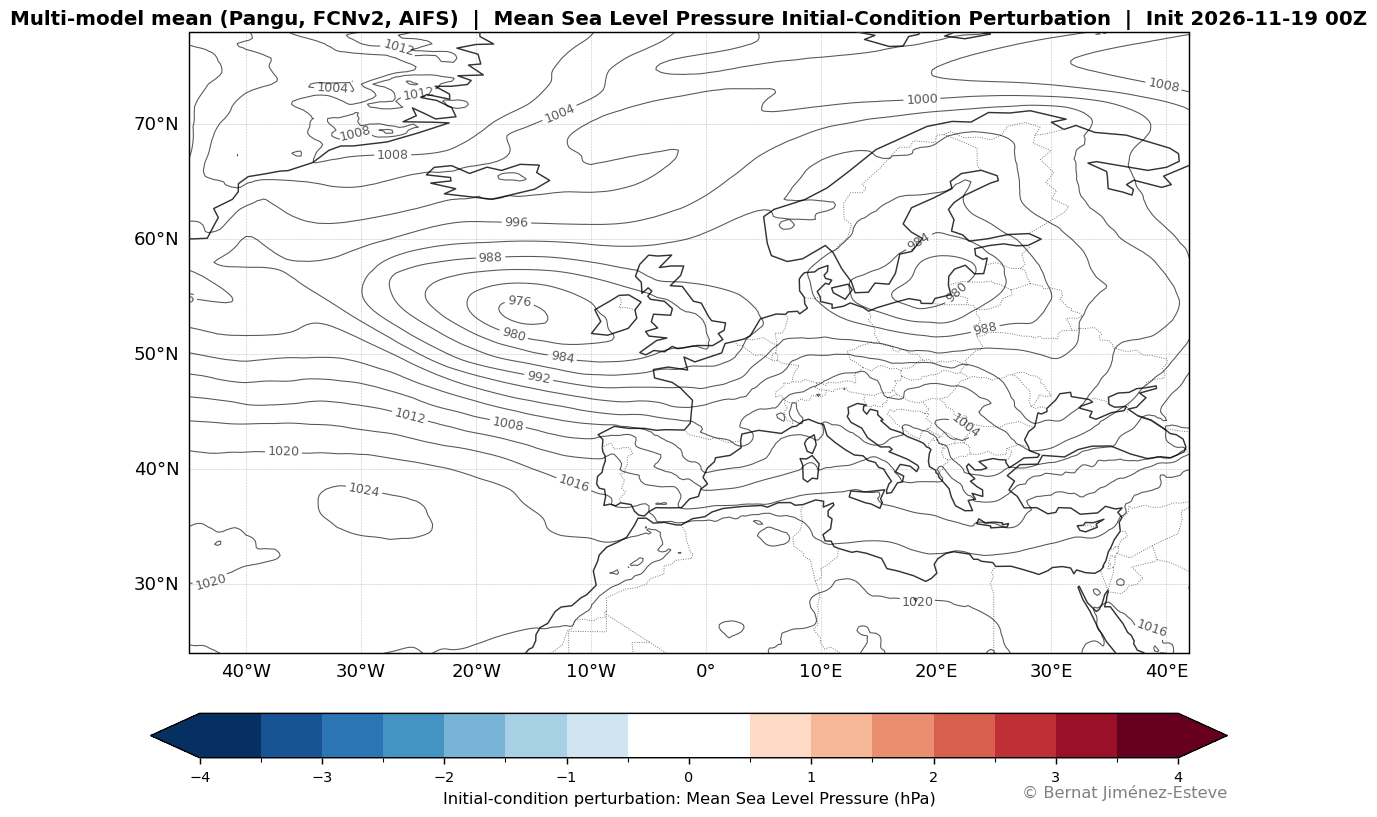 Multi-model mean (Pangu, FCNv2, AIFS) | Mean Sea Level Pressure Initial-Condition Perturbation | Init 2026-11-19 00Z
1012
1004
1012
1008
1008
1004
1000
1008
70°N
996
988
984
60°N
976
980
984
992
980
988
50°N
1012
1008
1004
1020
1016
1024
40°N
1020
1020
1016
30°N
40°W 30°W 20°W 10°W 0° 10°E 20°E 30°E 40°E
−4 −3 −2 −1 0 1 2 3 4
Initial-condition perturbation: Mean Sea Level Pressure (hPa)
© Bernat Jiménez-Esteve